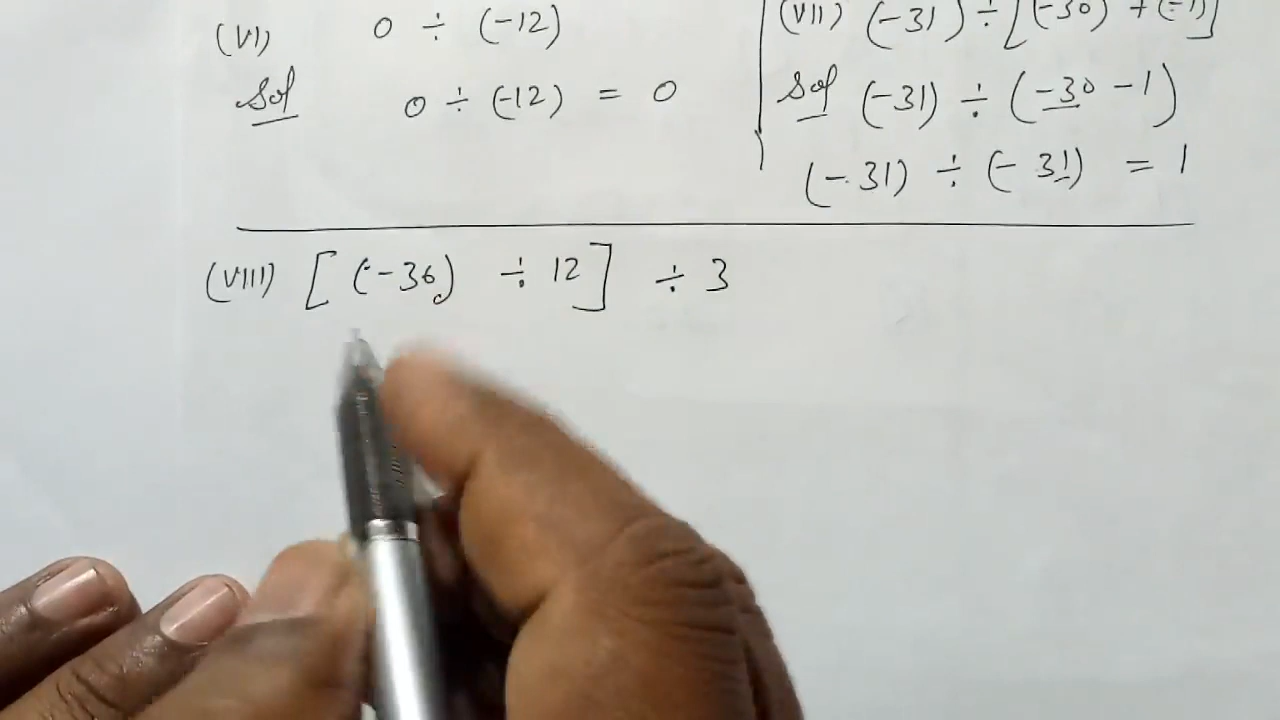 (VI) 0 ÷ (-12)
Sol 0 ÷ (-12) = 0
(VII) (-31) ÷ [(-30) + (-1)]
Sol (-31) ÷ (-30 - 1)
(-31) ÷ (-31) = 1
(VIII) [(-36) ÷ 12] ÷ 3